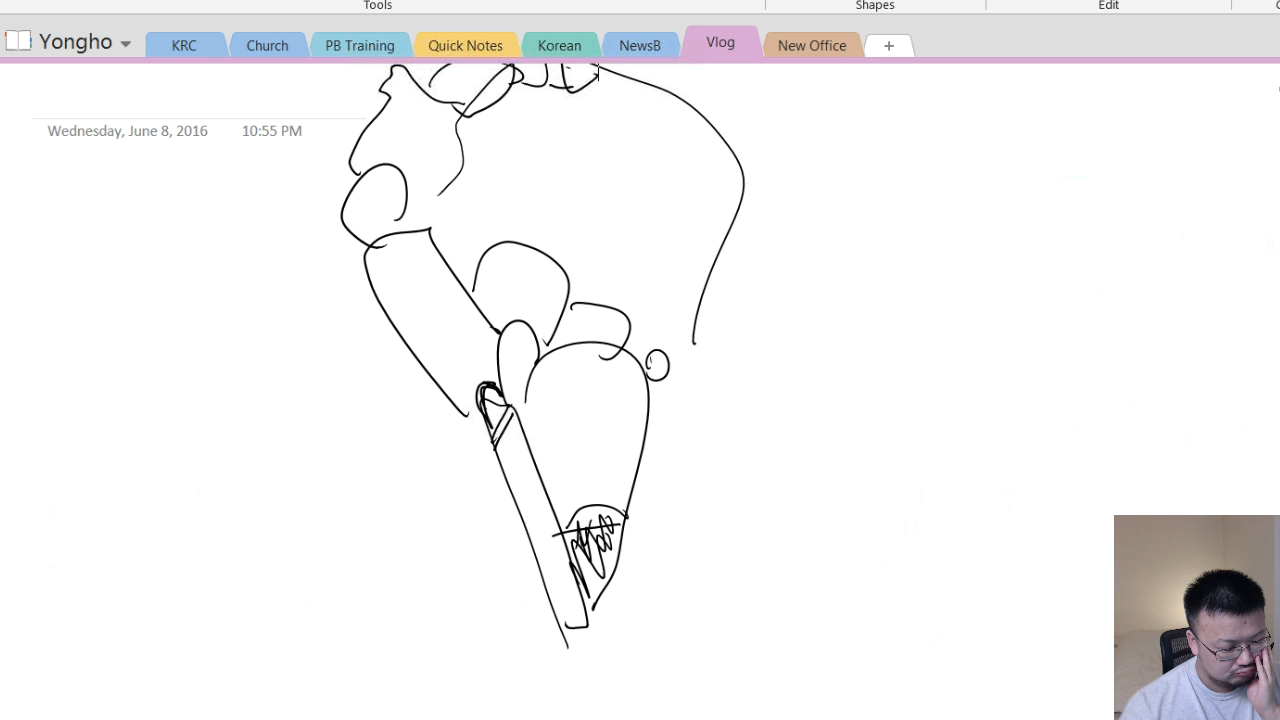 Tools Shapes Edit
Yongho KRC Church PB Training Quick Notes Korean NewsB Vlog New Office +
Wednesday, June 8, 2016 10:55 PM